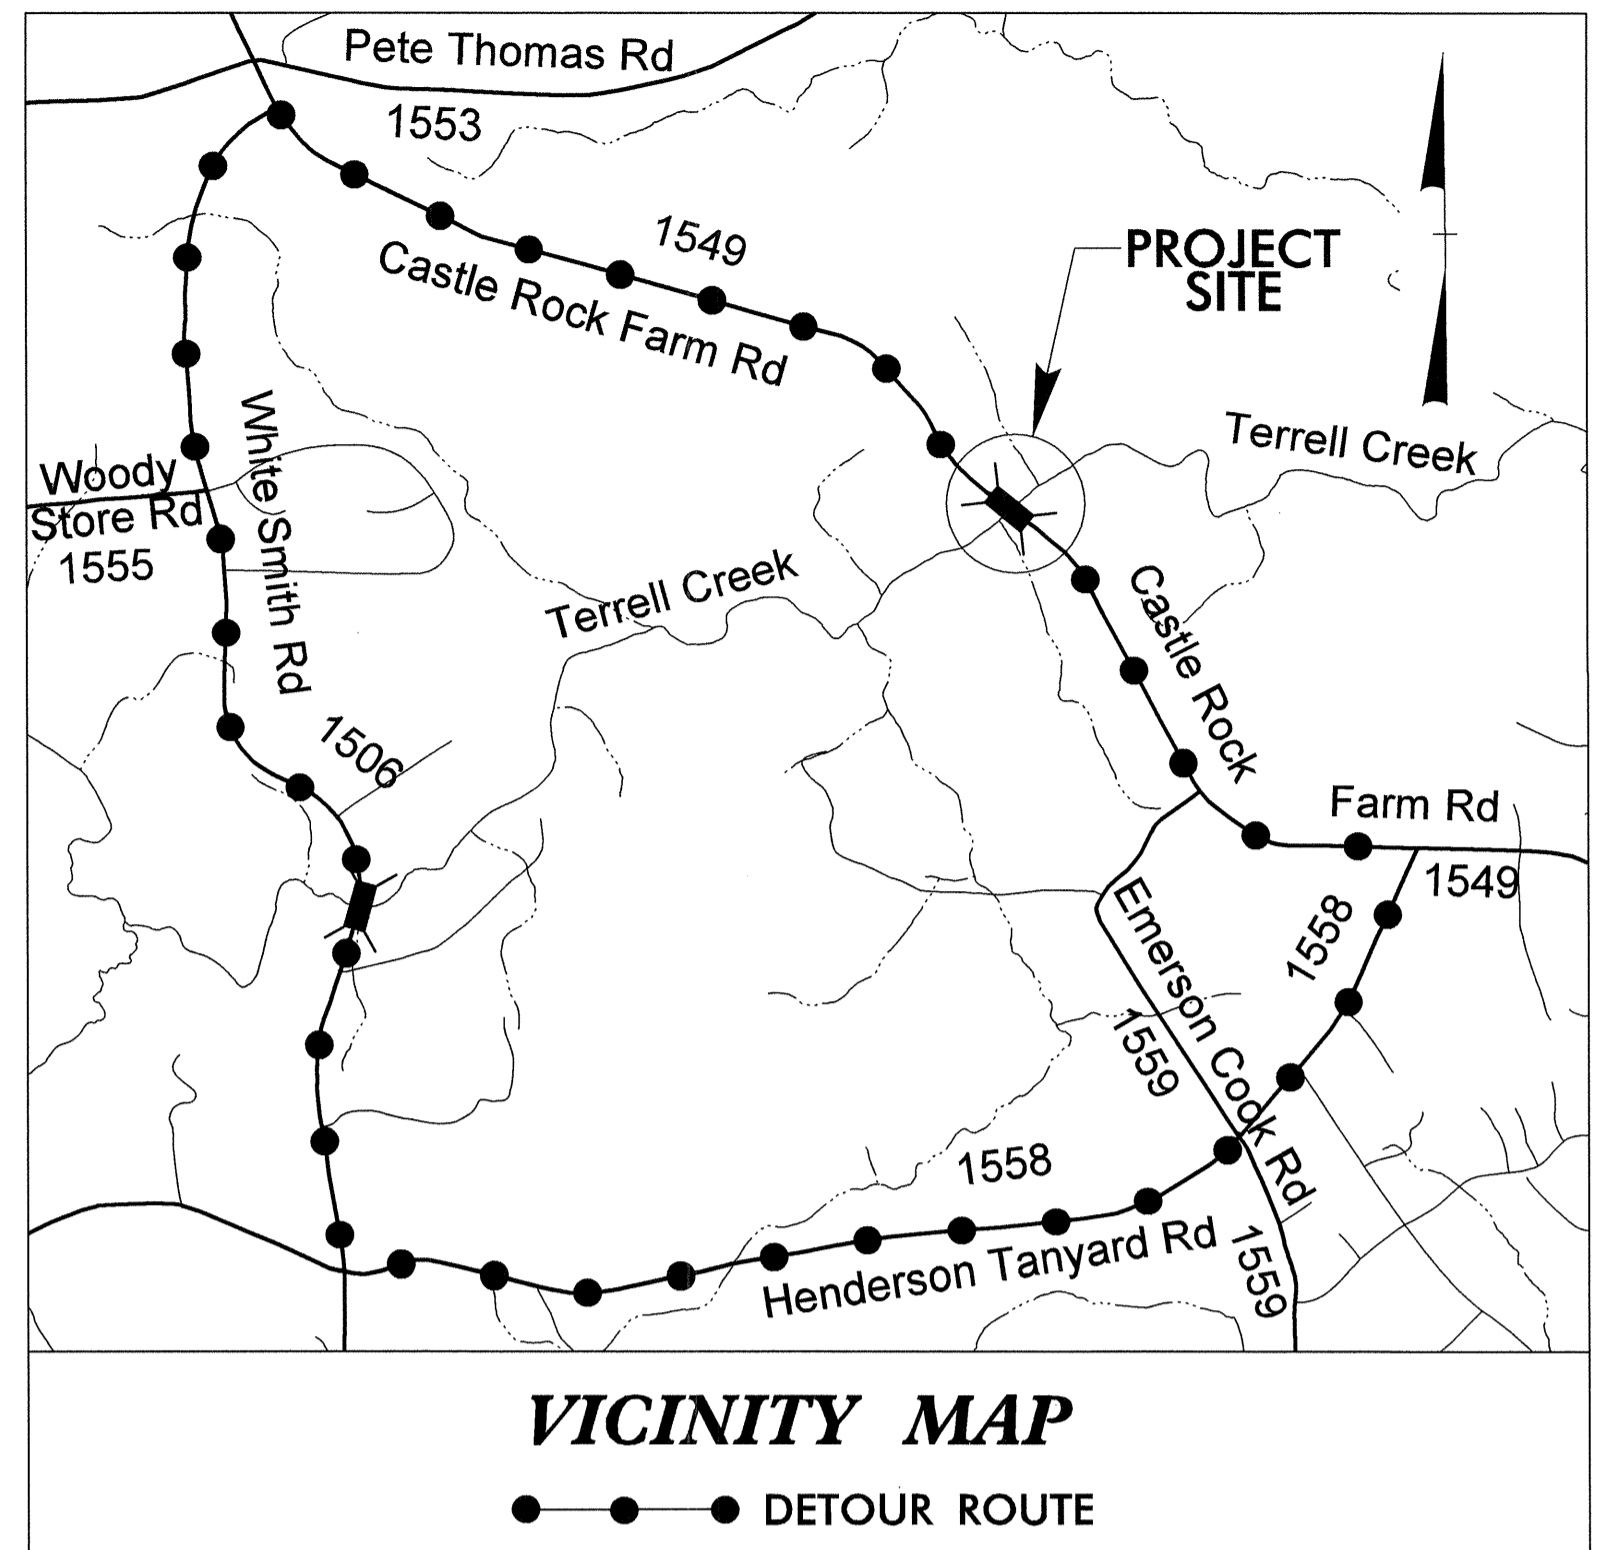 Pete Thomas Rd
1553
1549
Castle Rock Farm Rd
PROJECT
SITE
Terrell Creek
White Smith Rd
Woody
Store Rd
1555
Terrell Creek
Castle Rock
1506
Farm Rd
1549
1558
Emerson Cook Rd
1559
1558
Henderson Tanyard Rd
1559
VICINITY MAP
DETOUR ROUTE